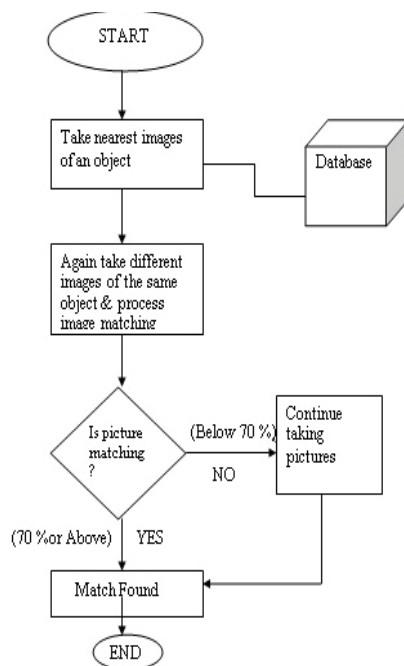 START
Take nearest images
of an object
Database
Again take different
images of the same
object & process
image matching
Is picture
matching
?
(Below 70 %)
NO
Continue
taking
pictures
(70 %or Above)
YES
Match Found
END